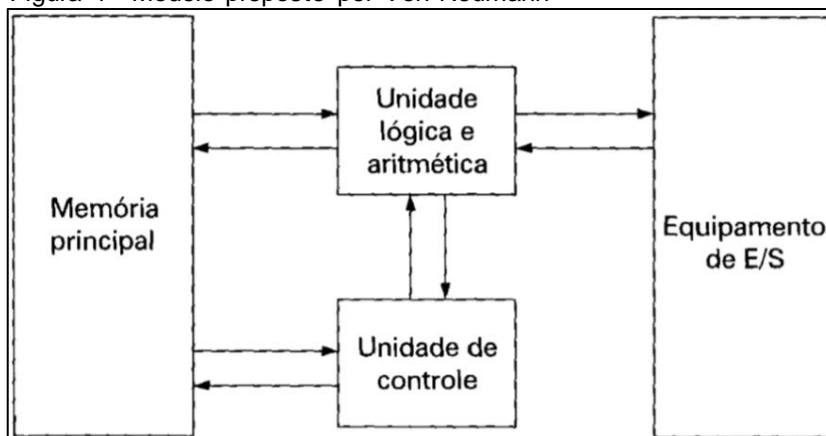 Memória
principal
Unidade
lógica e
aritmética
Unidade de
controle
Equipamento
de E/S